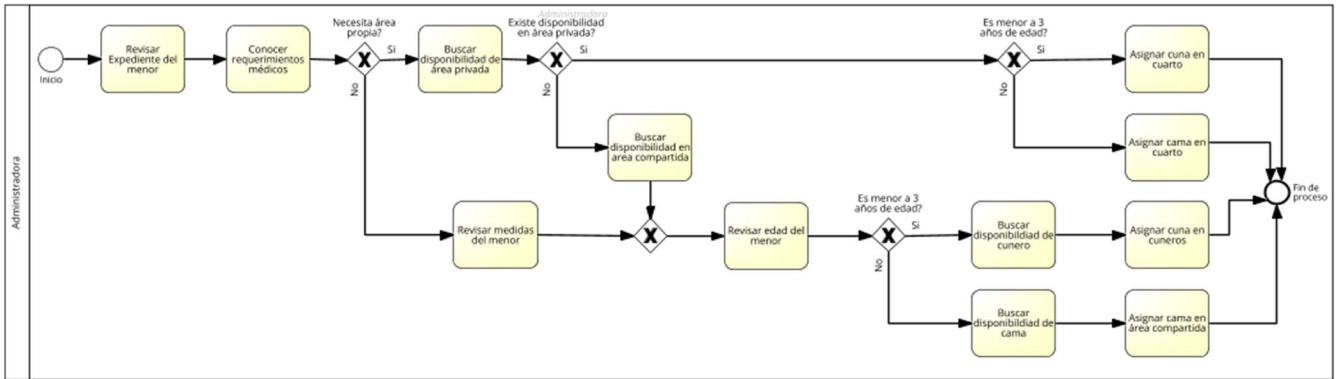 Administradora
Inicio
Revisar
Expediente del
menor
Conocer
requerimientos
médicos
Necesita área
propia?
Si
No
Buscar
disponibilidad de
área privada
Administradora
Existe disponibilidad
en área privada?
Si
No
Buscar
disponibilidad en
area compartida
Revisar medidas
del menor
Revisar edad del
menor
Es menor a 3
años de edad?
Si
No
Buscar
disponibildiad de
cunero
Buscar
disponibildiad de
cama
Es menor a 3
años de edad?
Si
No
Asignar cuna en
cuarto
Asignar cama en
cuarto
Asignar cuna en
cuneros
Asignar cama en
área compartida
Fin de
proceso